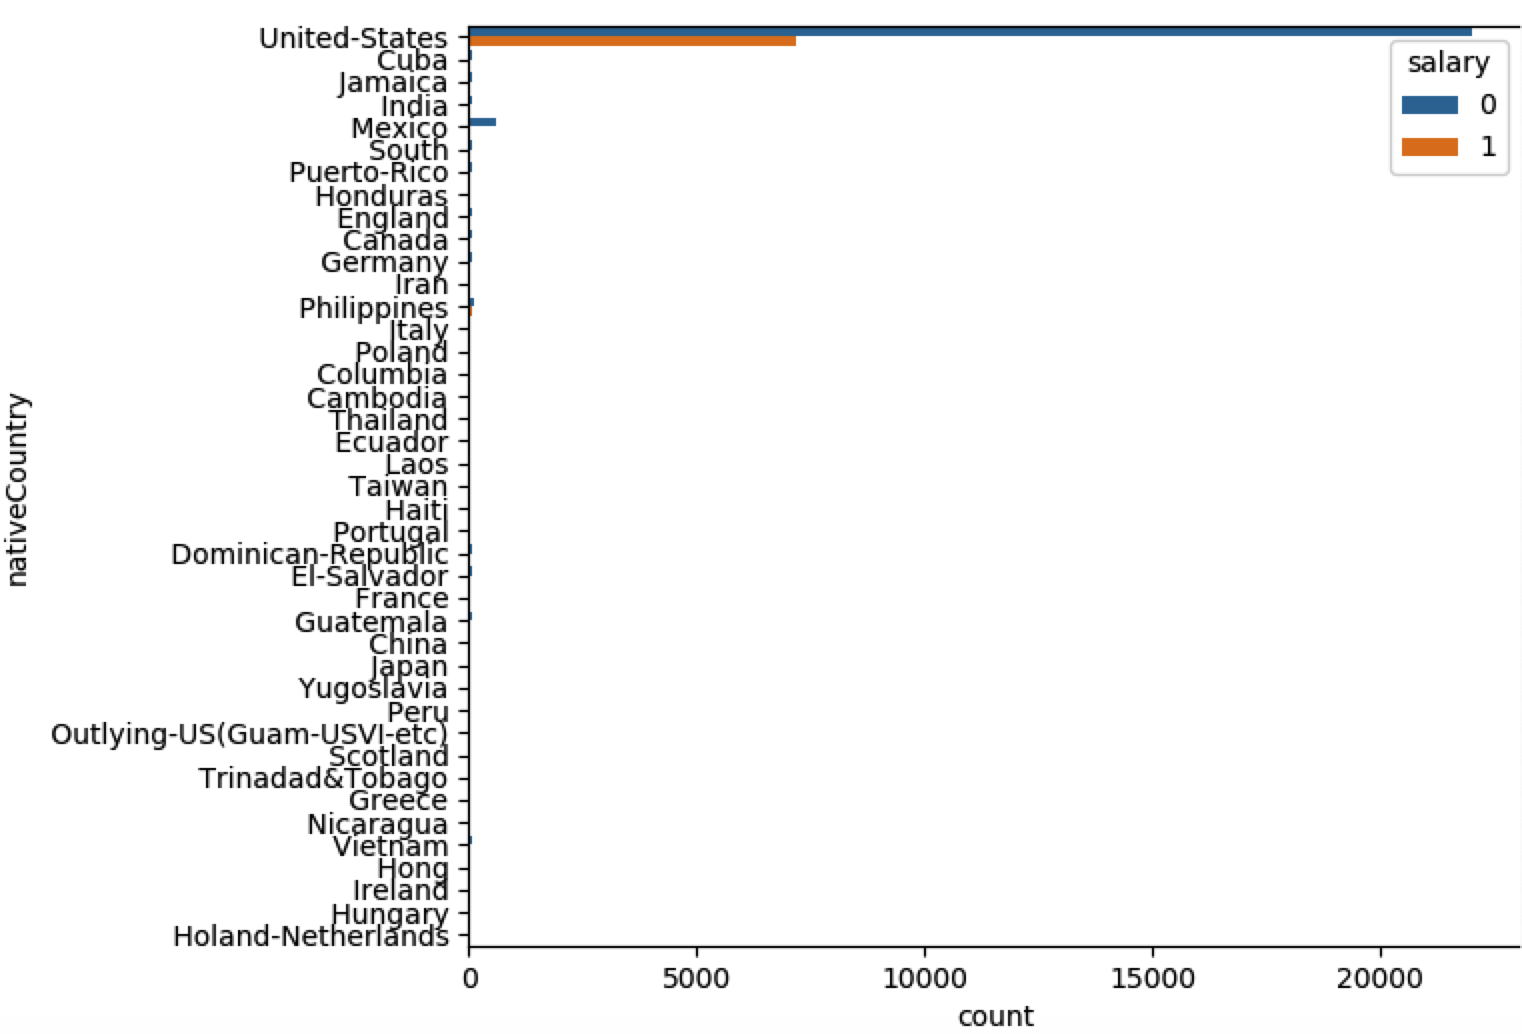 United-States
Cuba
Jamaica
India
Mexico
South
Puerto-Rico
Honduras
England
Canada
Germany
Iran
Philippines
Italy
Poland
Columbia
Cambodia
Thailand
Ecuador
Laos
Taiwan
Haiti
Portugal
Dominican-Republic
El-Salvador
France
Guatemala
China
Japan
Yugoslavia
Peru
Outlying-US(Guam-USVI-etc)
Scotland
Trinadad&Tobago
Greece
Nicaragua
Vietnam
Hong
Ireland
Hungary
Holand-Netherlands
nativeCountry
0 5000 10000 15000 20000
count
salary
0
1